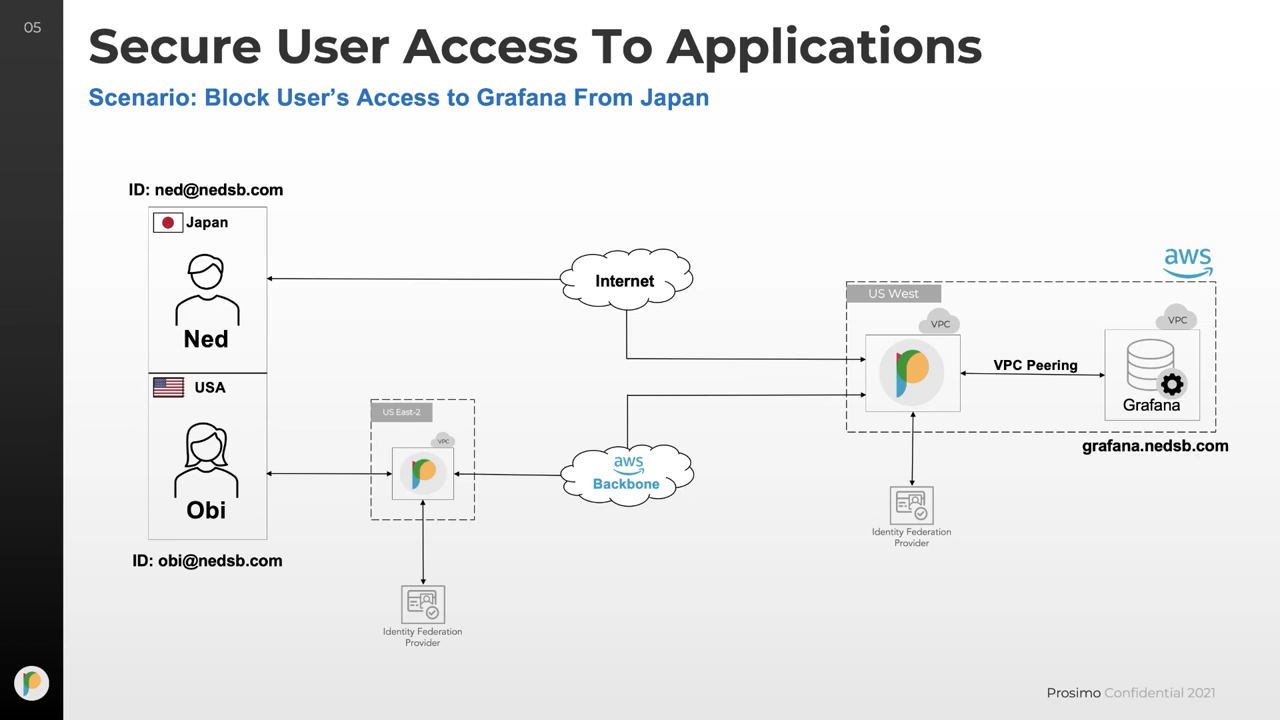 05
Secure User Access To Applications
Scenario: Block User's Access to Grafana From Japan
ID: ned@nedsb.com
Japan
Ned
USA
Obi
ID: obi@nedsb.com
US East-2
VPC
Identity Federation
Provider
Internet
aws
Backbone
aws
US West
VPC
VPC Peering
VPC
Grafana
grafana.nedsb.com
Identity Federation
Provider
Prosimo Confidential 2021